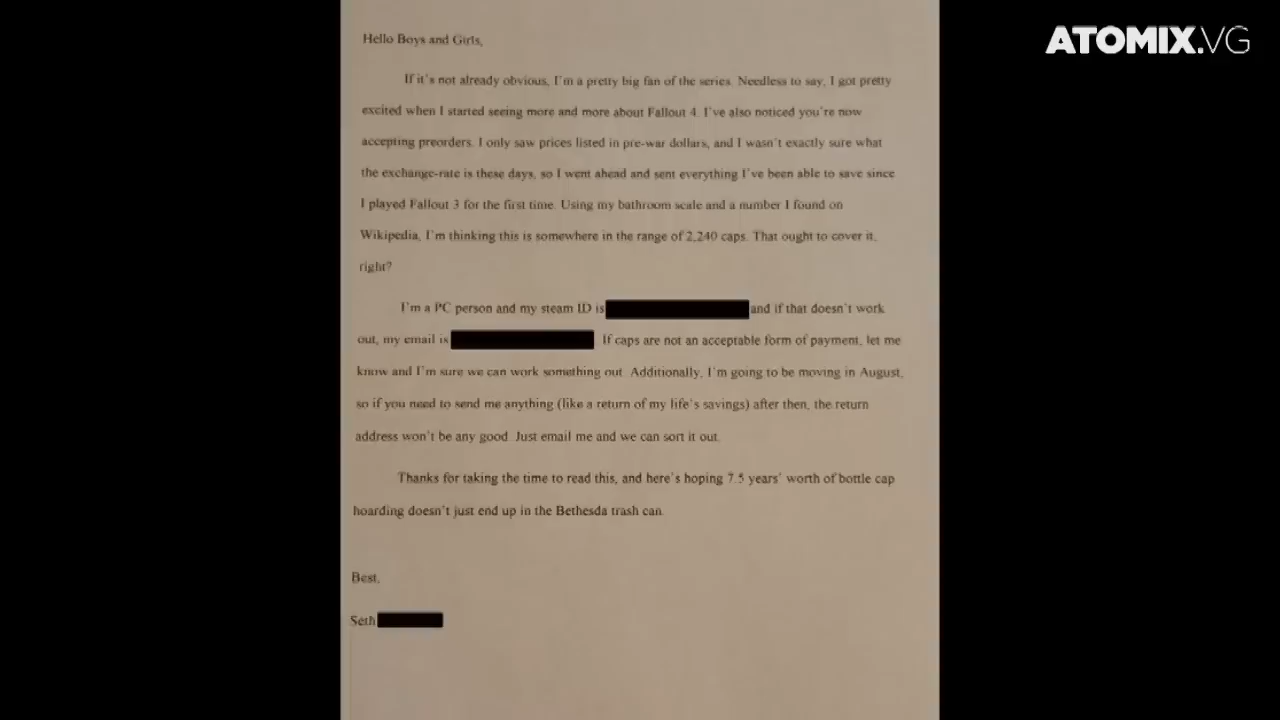 ATOMIX.VG
Hello Boys and Girls,
If it's not already obvious, I'm a pretty big fan of the series. Needless to say, I got pretty
excited when I started seeing more and more about Fallout 4. I've also noticed you're now
accepting preorders. I only saw prices listed in pre-war dollars, and I wasn't exactly sure what
the exchange-rate is these days, so I went ahead and sent everything I've been able to save since
I played Fallout 3 for the first time. Using my bathroom scale and a number I found on
Wikipedia, I'm thinking this is somewhere in the range of 2,240 caps. That ought to cover it,
right?
I'm a PC person and my steam ID is and if that doesn't work
out, my email is If caps are not an acceptable form of payment, let me
know and I'm sure we can work something out. Additionally, I'm going to be moving in August,
so if you need to send me anything (like a return of my life's savings) after then, the return
address won't be any good. Just email me and we can sort it out.
Thanks for taking the time to read this, and here's hoping 7.5 years' worth of bottle cap
hoarding doesn't just end up in the Bethesda trash can.
Best,
Seth